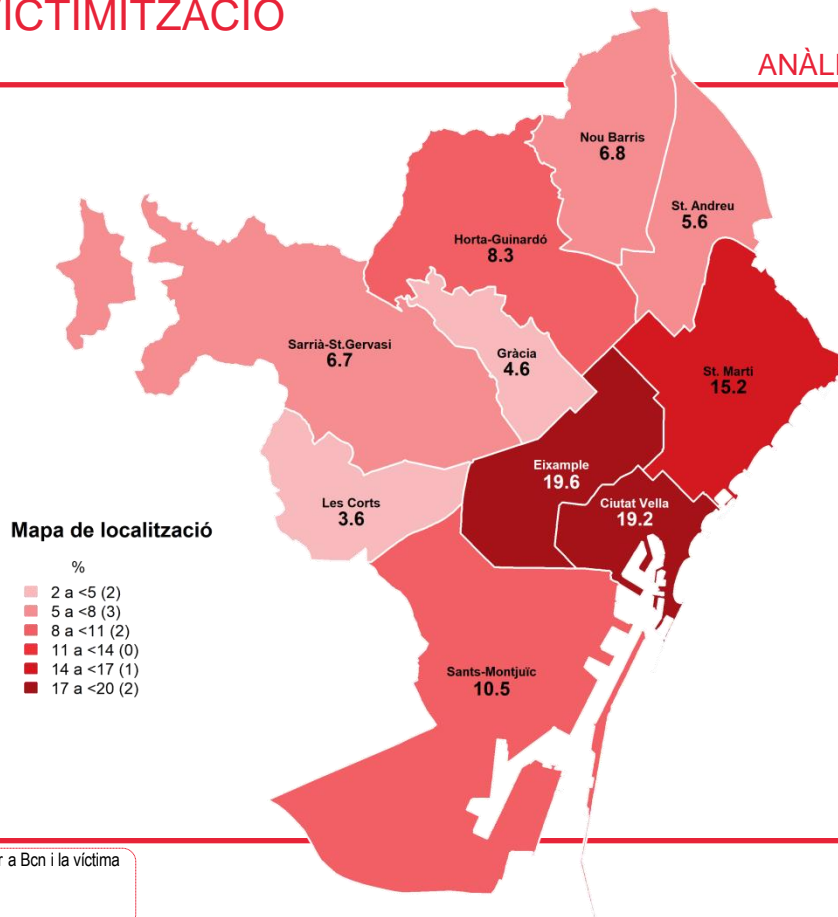 VICTIMITZACIÓ
ANÀLI
Nou Barris
6.8
St. Andreu
5.6
Horta-Guinardó
8.3
Sarrià-St.Gervasi
6.7
Gràcia
4.6
St. Martí
15.2
Eixample
19.6
Ciutat Vella
19.2
Les Corts
3.6
Mapa de localització
%
2 a <5 (2)
5 a <8 (3)
8 a <11 (2)
11 a <14 (0)
14 a <17 (1)
17 a <20 (2)
Sants-Montjuïc
10.5
r a Bcn i la víctima